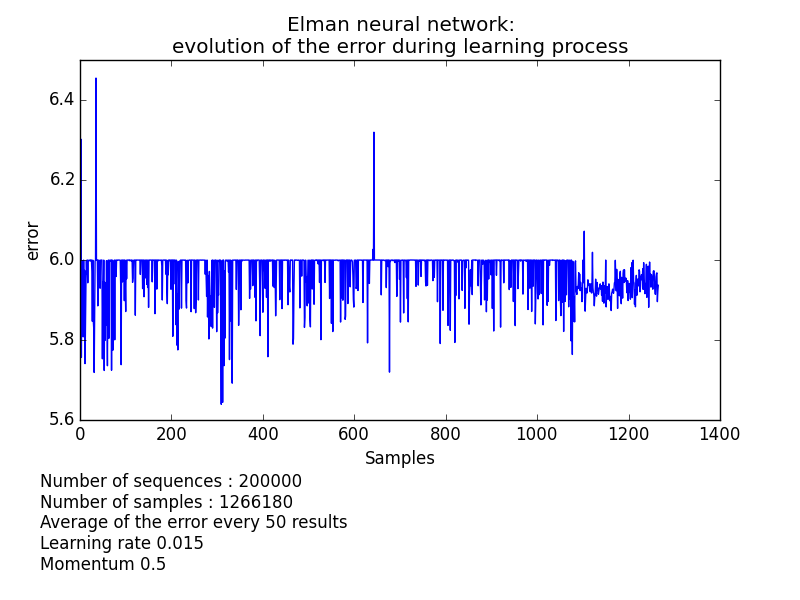 Elman neural network:
evolution of the error during learning process
6.4
6.2
6.0
5.8
5.6
error
0 200 400 600 800 1000 1200 1400
Samples
Number of sequences : 200000
Number of samples : 1266180
Average of the error every 50 results
Learning rate 0.015
Momentum 0.5